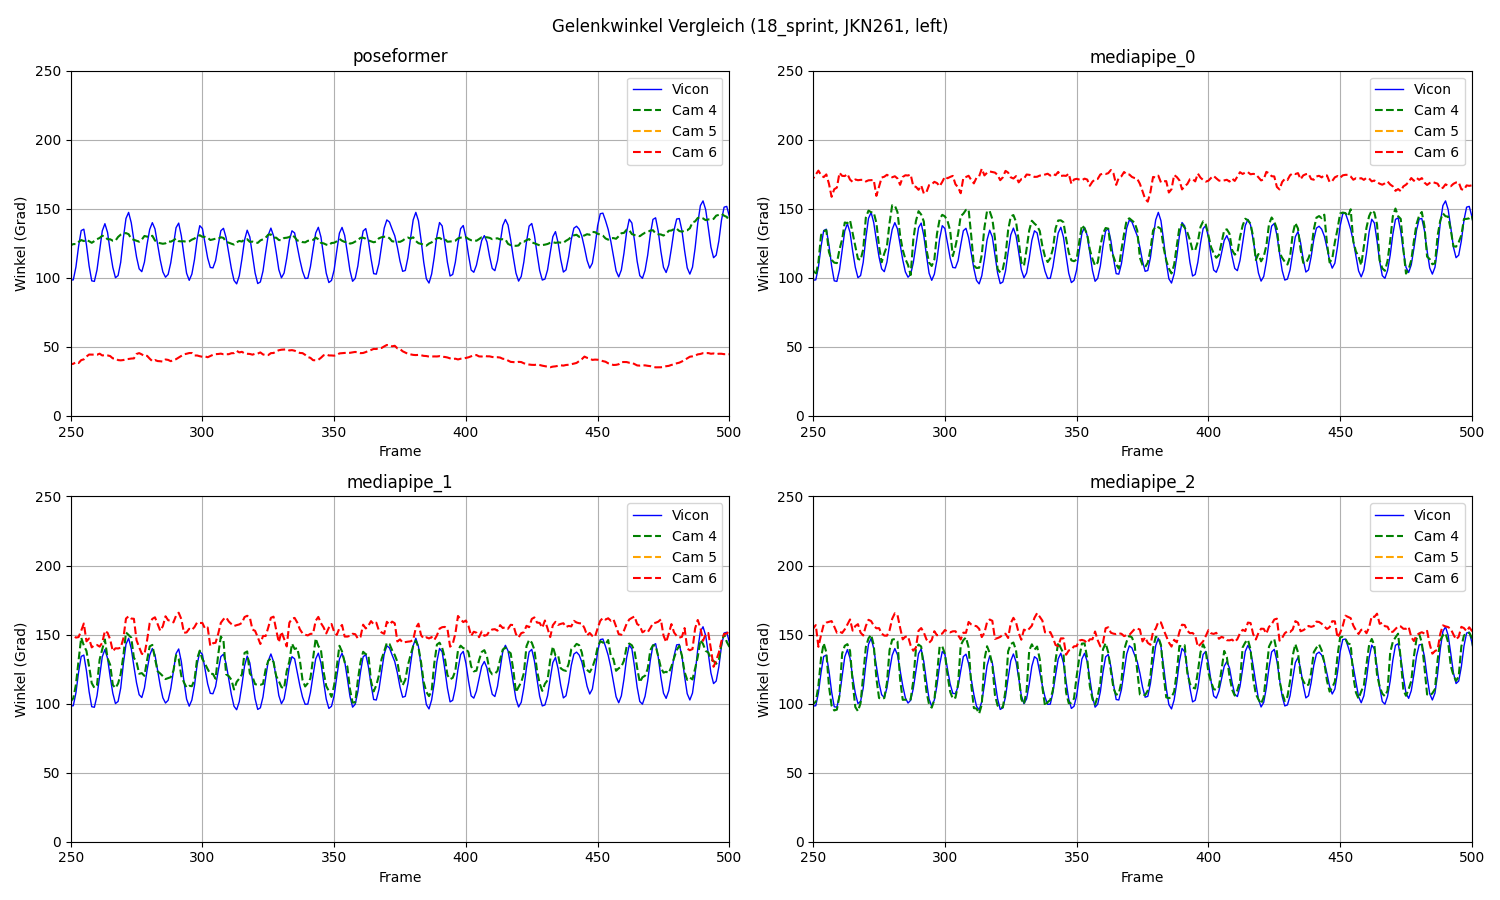 Gelenkwinkel Vergleich (18_sprint, JKN261, left)
poseformer
250
200
150
100
50
0
Winkel (Grad)
250 300 350 400 450 500
Frame
Vicon
Cam 4
Cam 5
Cam 6
mediapipe_0
250
200
150
100
50
0
Winkel (Grad)
250 300 350 400 450 500
Frame
Vicon
Cam 4
Cam 5
Cam 6
mediapipe_1
250
200
150
100
50
0
Winkel (Grad)
250 300 350 400 450 500
Frame
Vicon
Cam 4
Cam 5
Cam 6
mediapipe_2
250
200
150
100
50
0
Winkel (Grad)
250 300 350 400 450 500
Frame
Vicon
Cam 4
Cam 5
Cam 6